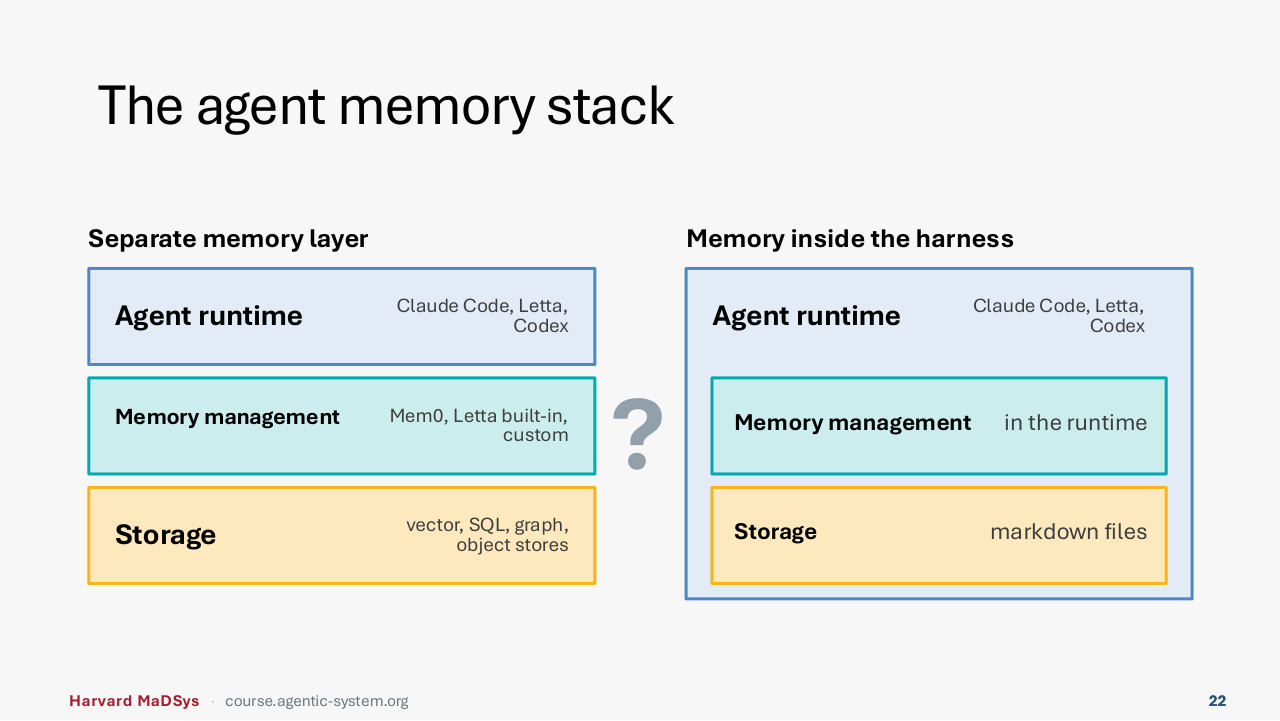 The agent memory stack
Separate memory layer
Agent runtime
Claude Code, Letta,
Codex
Memory management
Mem0, Letta built-in,
custom
Storage
vector, SQL, graph,
object stores
?
Memory inside the harness
Agent runtime
Claude Code, Letta,
Codex
Memory management
in the runtime
Storage
markdown files
Harvard MaDSys · course.agentic-system.org
22